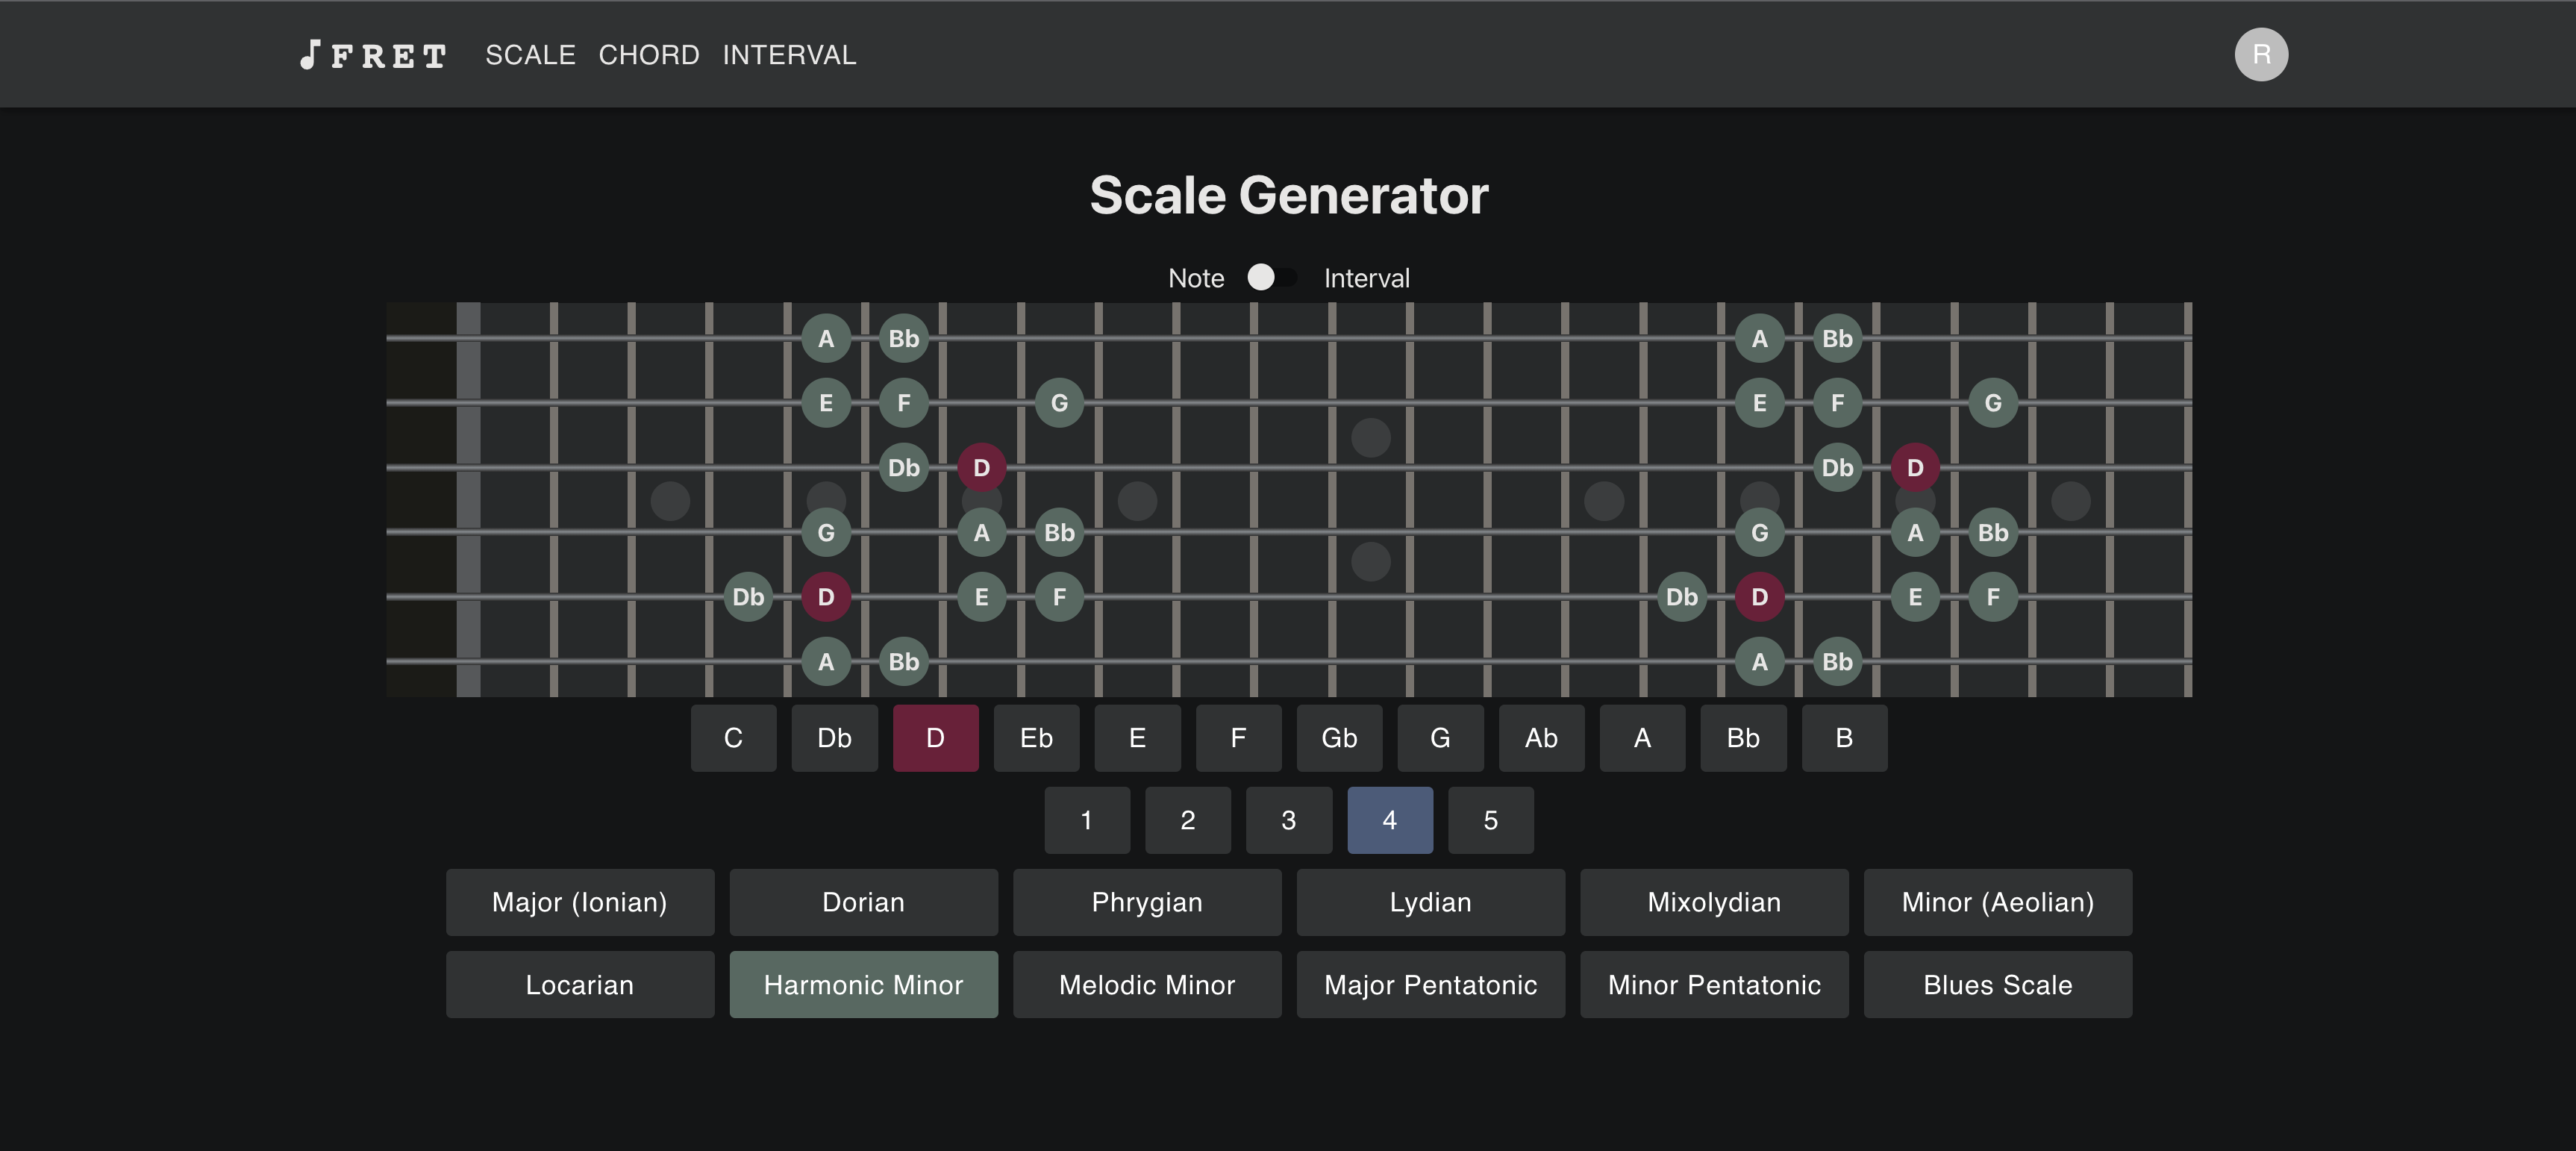 FRET SCALE CHORD INTERVAL R
Scale Generator
Note Interval
A Bb A Bb
E F G E F G
Db D Db D
G A Bb G A Bb
Db D E F Db D E F
A Bb A Bb
C Db D Eb E F Gb G Ab A Bb B
1 2 3 4 5
Major (Ionian) Dorian Phrygian Lydian Mixolydian Minor (Aeolian)
Locarian Harmonic Minor Melodic Minor Major Pentatonic Minor Pentatonic Blues Scale